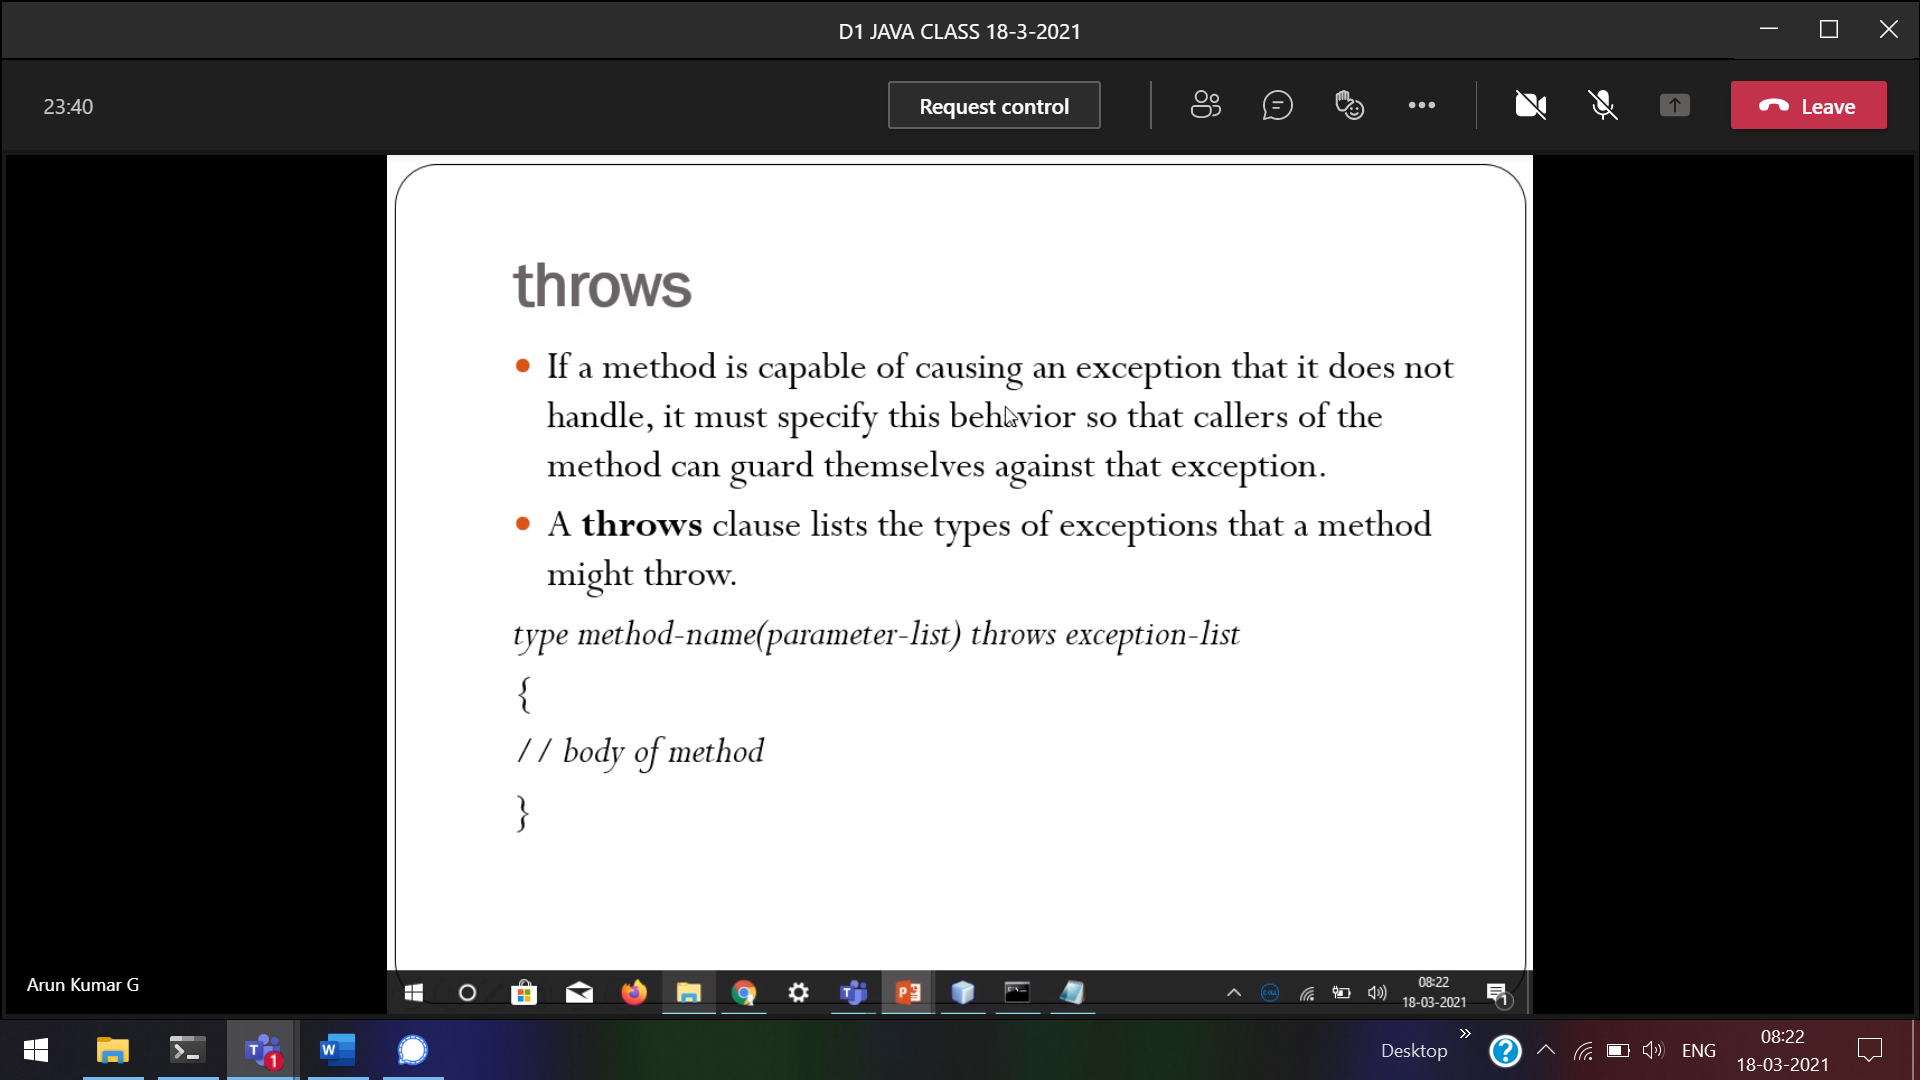 D1 JAVA CLASS 18-3-2021
23:40
Request control
Leave
throws
If a method is capable of causing an exception that it does not
handle, it must specify this behavior so that callers of the
method can guard themselves against that exception.
A throws clause lists the types of exceptions that a method
might throw.
type method-name(parameter-list) throws exception-list
{
// body of method
}
Arun Kumar G
08:22
18-03-2021
1
1
Desktop
ENG
08:22
18-03-2021